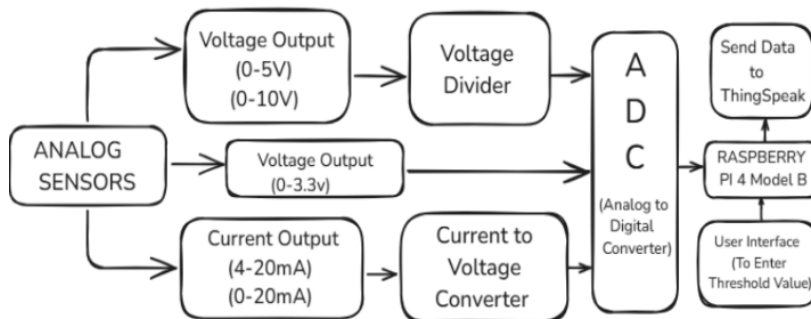 Voltage Output
(0-5V)
(0-10V)
Voltage
Divider
A
D
C
(Analog to
Digital
Converter)
Send Data
to
ThingSpeak
ANALOG
SENSORS
Voltage Output
(0-3.3v)
RASPBERRY
PI 4 Model B
Current Output
(4-20mA)
(0-20mA)
Current to
Voltage
Converter
User Interface
(To Enter
Threshold Value)